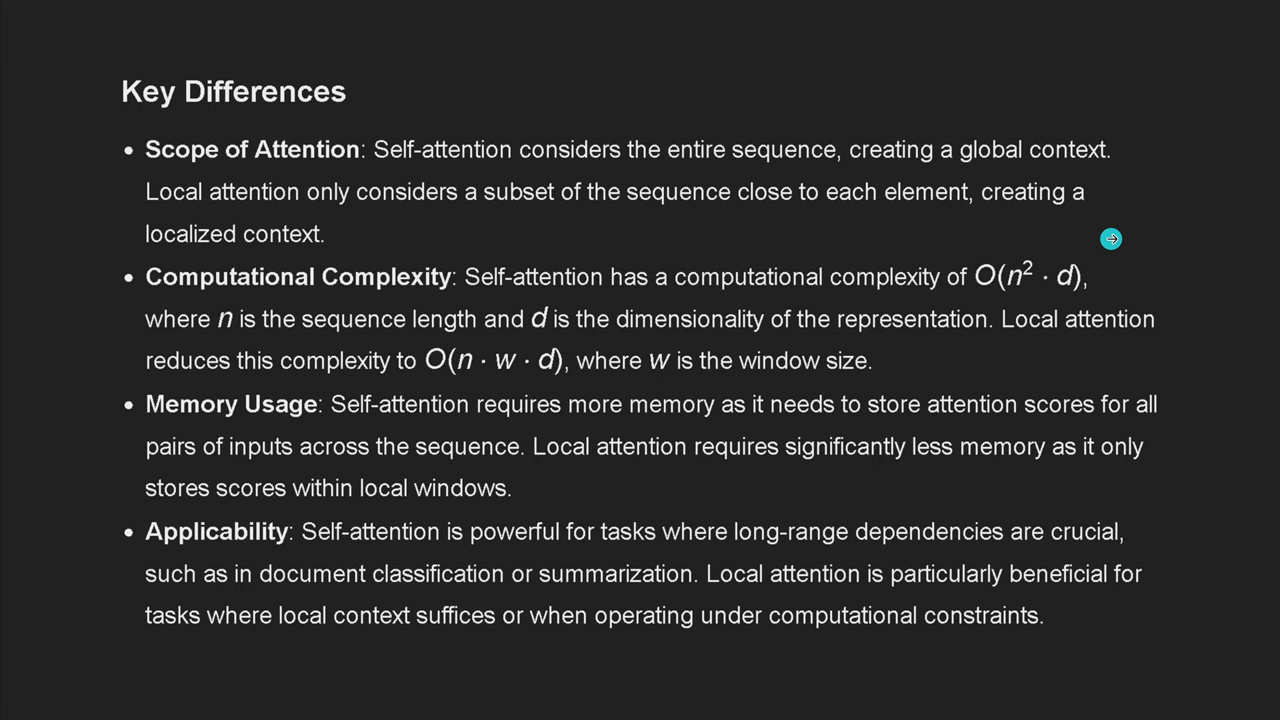 Key Differences
• Scope of Attention: Self-attention considers the entire sequence, creating a global context.
Local attention only considers a subset of the sequence close to each element, creating a
localized context.
• Computational Complexity: Self-attention has a computational complexity of O(n² · d),
where n is the sequence length and d is the dimensionality of the representation. Local attention
reduces this complexity to O(n · w · d), where w is the window size.
• Memory Usage: Self-attention requires more memory as it needs to store attention scores for all
pairs of inputs across the sequence. Local attention requires significantly less memory as it only
stores scores within local windows.
• Applicability: Self-attention is powerful for tasks where long-range dependencies are crucial,
such as in document classification or summarization. Local attention is particularly beneficial for
tasks where local context suffices or when operating under computational constraints.